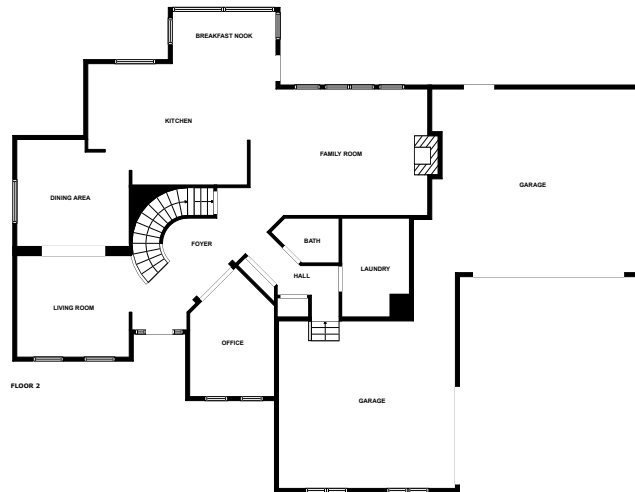 BREAKFAST NOOK
KITCHEN
FAMILY ROOM
GARAGE
DINING AREA
FOYER
BATH
HALL
LAUNDRY
LIVING ROOM
OFFICE
FLOOR 2
GARAGE